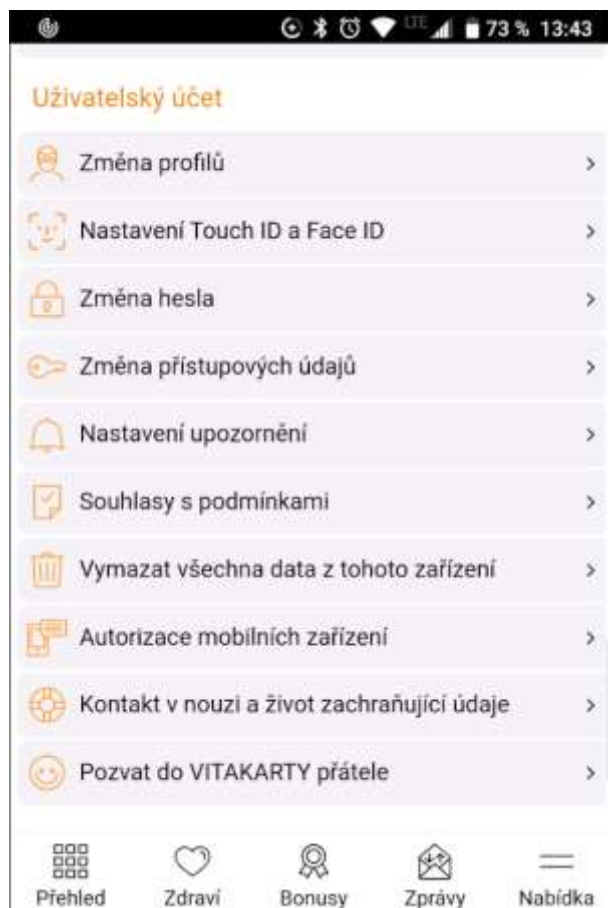 LTE 73 % 13:43
Uživatelský účet
Změna profilů
Nastavení Touch ID a Face ID
Změna hesla
Změna přístupových údajů
Nastavení upozornění
Souhlasy s podmínkami
Vymazat všechna data z tohoto zařízení
Autorizace mobilních zařízení
Kontakt v nouzi a život zachraňující údaje
Pozvat do VITAKARTY přátele
Přehled Zdraví Bonusy Zprávy Nabídka